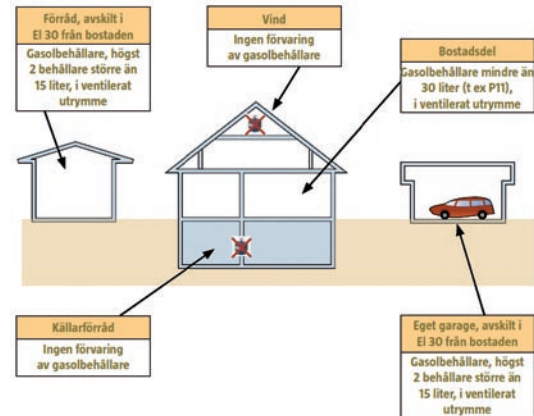 Förråd, avskilt i
EI 30 från bostaden
Gasolbehållare, högst
2 behållare större än
15 liter, i ventilerat
utrymme
Vind
Ingen förvaring
av gasolbehållare
Bostadsdel
Gasolbehållare mindre än
30 liter (t ex P11),
i ventilerat utrymme
Källarförråd
Ingen förvaring
av gasolbehållare
Eget garage, avskilt i
EI 30 från bostaden
Gasolbehållare, högst
2 behållare större än
15 liter, i ventilerat
utrymme